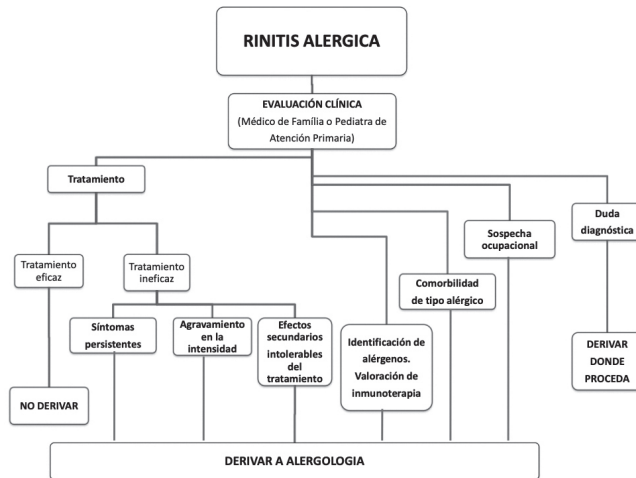 RINITIS ALERGICA
EVALUACIÓN CLÍNICA
(Médico de Família o Pediatra de
Atención Primaria)
Tratamiento
Duda
diagnóstica
Sospecha
ocupacional
Tratamiento
eficaz
Tratamiento
ineficaz
Comorbilidad
de tipo alérgico
Síntomas
persistentes
Agravamiento
en la
intensidad
Efectos
secundarios
intolerables
del
tratamiento
Identificación de
alérgenos.
Valoración de
inmunoterapia
DERIVAR
DONDE
PROCEDA
NO DERIVAR
DERIVAR A ALERGOLOGIA